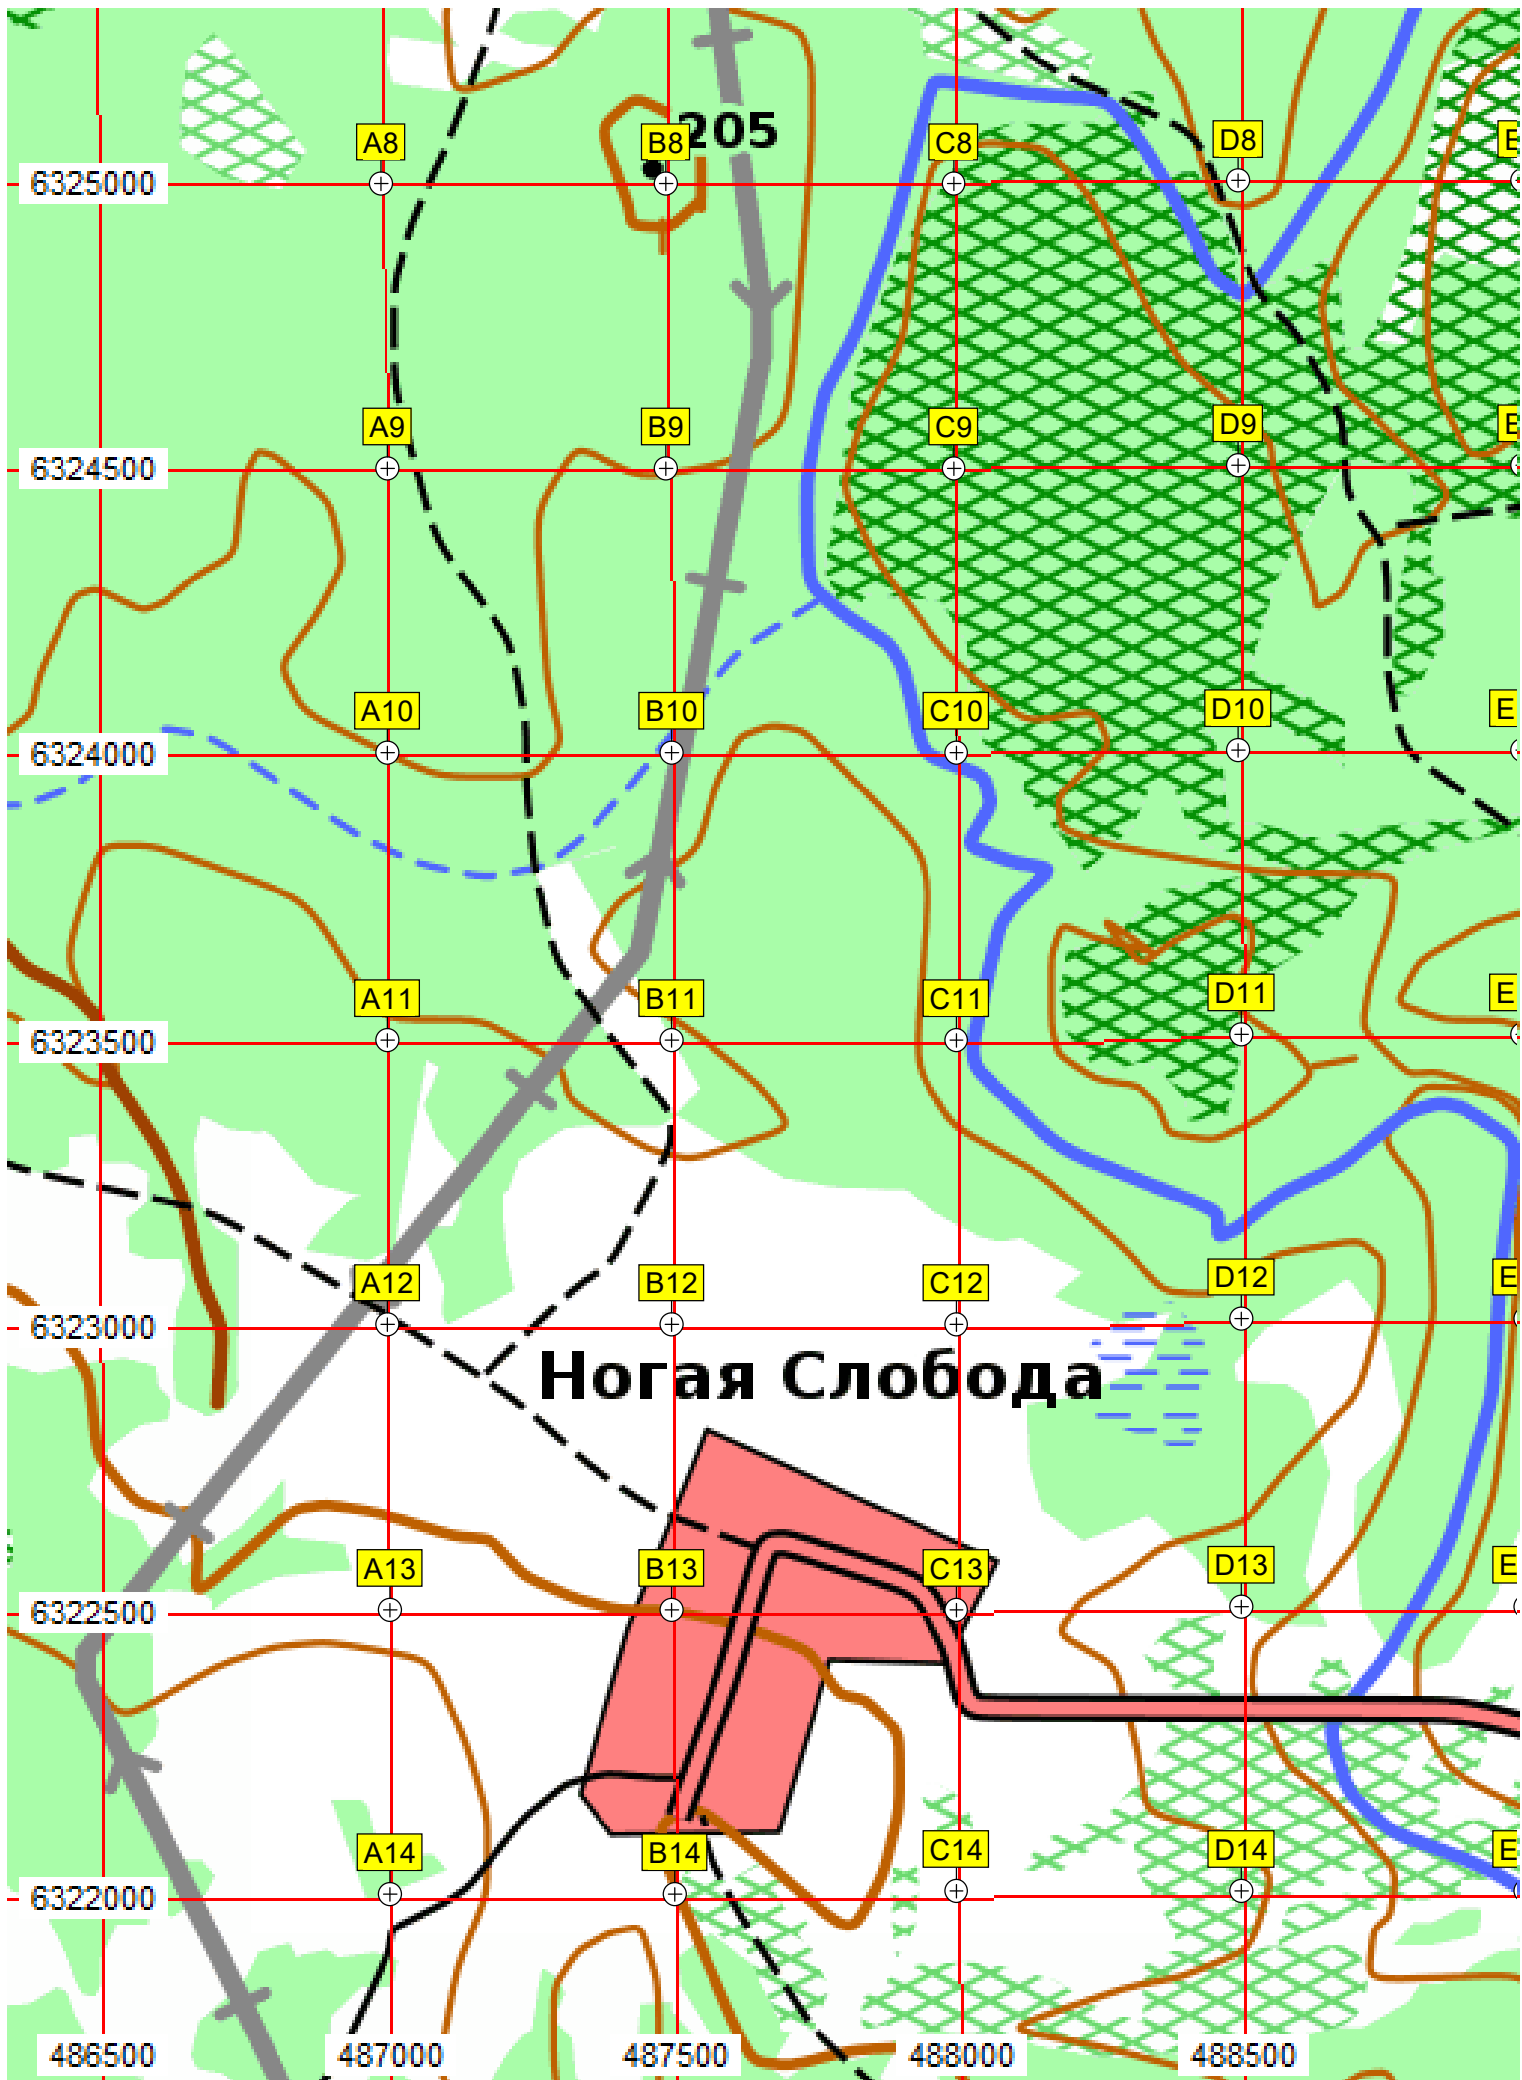 205
A8 B8 C8 D8
6325000
A9 B9 C9 D9
6324500
A10 B10 C10 D10 E
6324000
A11 B11 C11 D11 E
6323500
A12 B12 C12 D12 E
6323000
Ногая Слобода
A13 B13 C13 D13 E
6322500
A14 B14 C14 D14 E
6322000
486500 487000 487500 488000 488500